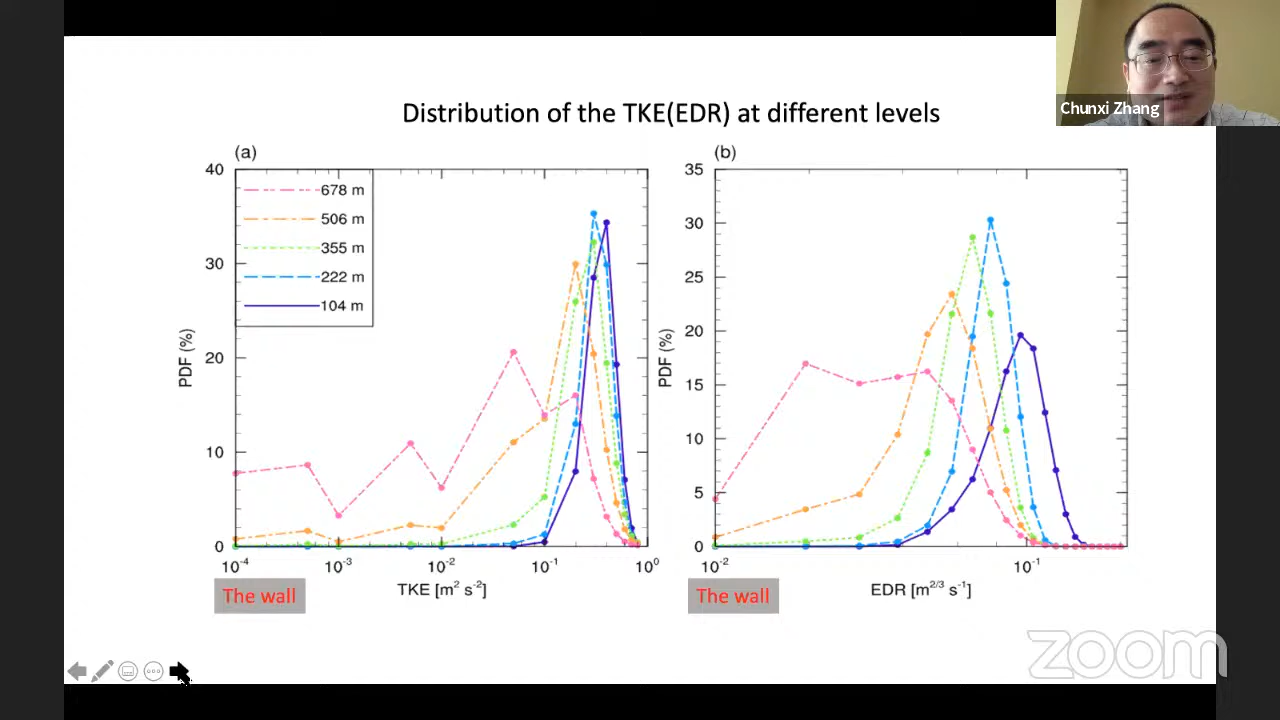 Chunxi Zhang
Distribution of the TKE(EDR) at different levels
(a)
40
30
20
10
0
PDF (%)
678 m
506 m
355 m
222 m
104 m
10⁻⁴
10⁻³
10⁻²
10⁻¹
10⁰
TKE [m² s⁻²]
The wall
(b)
35
30
25
20
15
10
5
0
PDF (%)
10⁻²
10⁻¹
EDR [m²ᐟ³ s⁻¹]
The wall
zoom